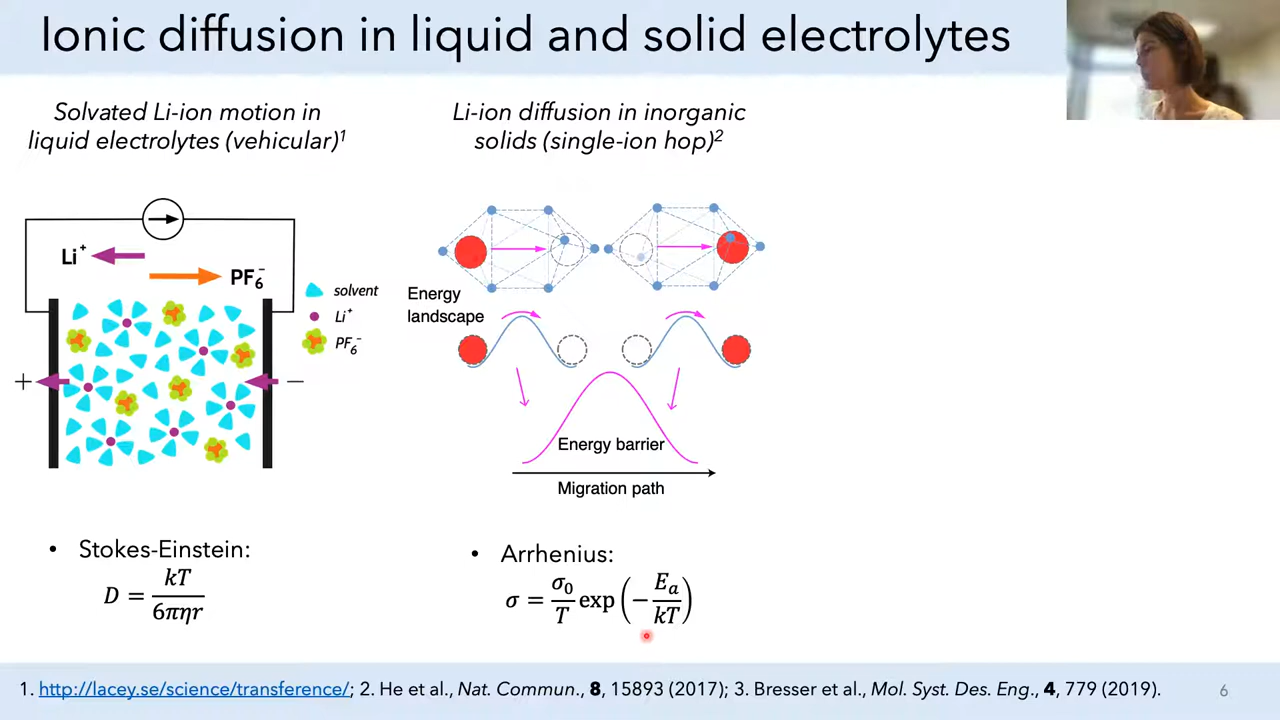 Ionic diffusion in liquid and solid electrolytes
Solvated Li-ion motion in
liquid electrolytes (vehicular)¹
Li-ion diffusion in inorganic
solids (single-ion hop)²
Li⁺
PF₆⁻
solvent
Li⁺
PF₆⁻
+
−
Energy
landscape
Energy barrier
Migration path
• Stokes-Einstein:
D = kT / 6πηr
• Arrhenius:
σ = σ₀/T exp(−Eₐ/kT)
1. http://lacey.se/science/transference/; 2. He et al., Nat. Commun., 8, 15893 (2017); 3. Bresser et al., Mol. Syst. Des. Eng., 4, 779 (2019).
6